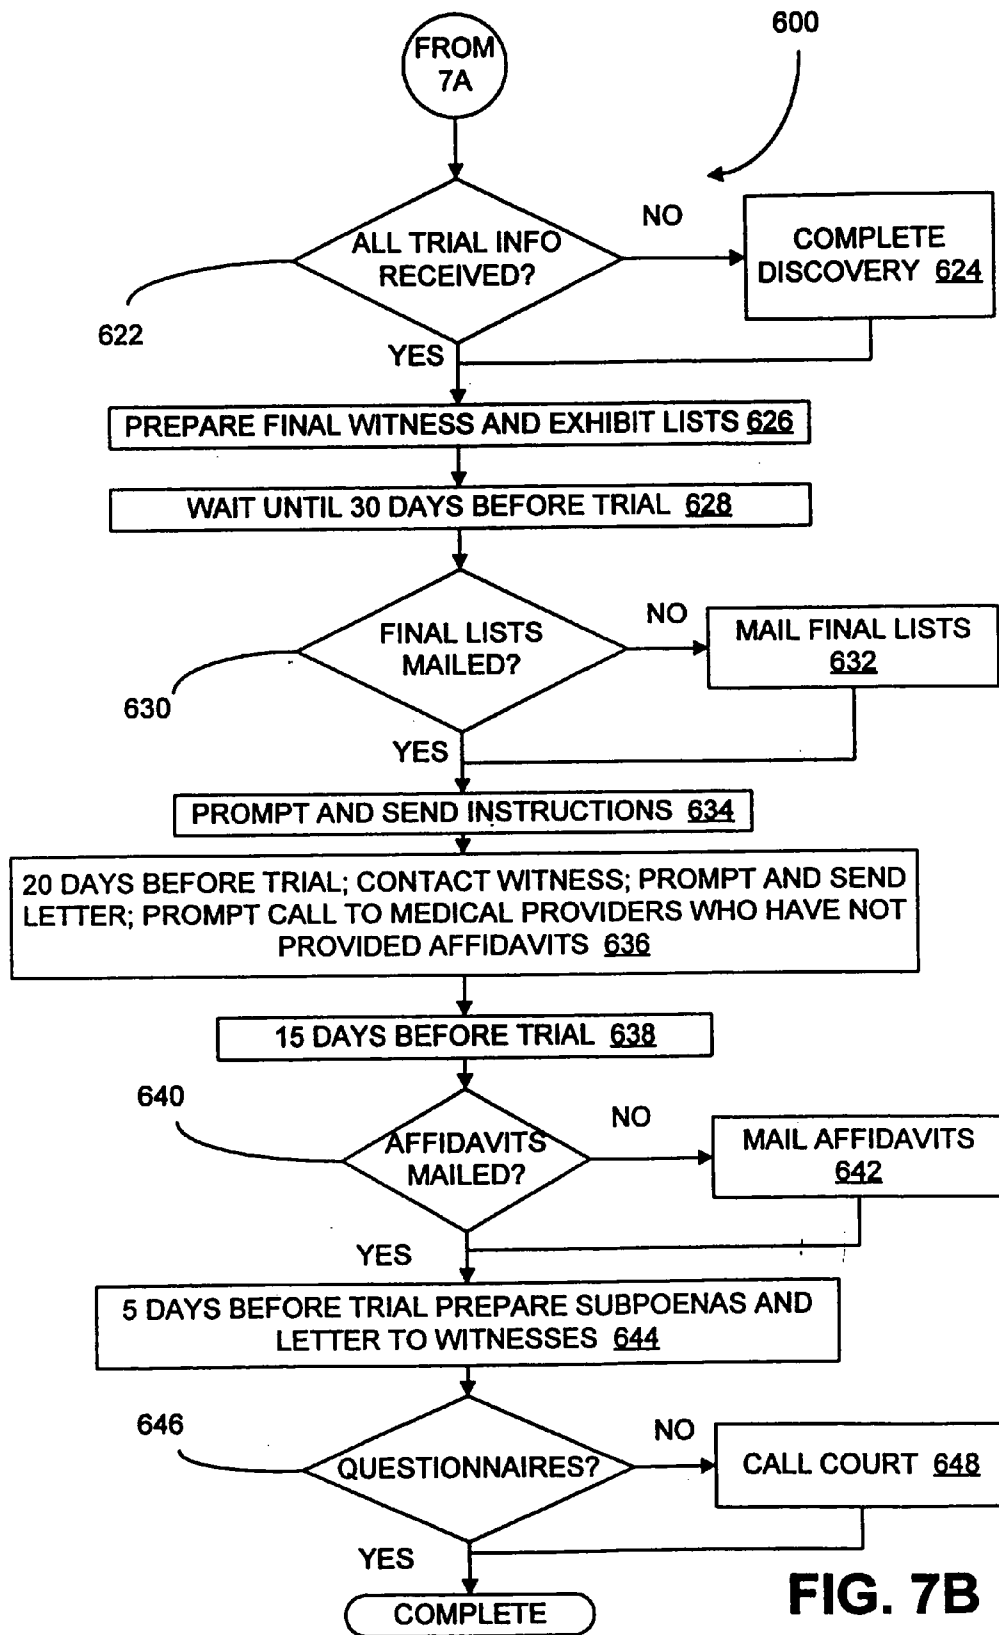 FROM
7A
600
ALL TRIAL INFO
RECEIVED?
NO
COMPLETE
DISCOVERY 624
622
YES
PREPARE FINAL WITNESS AND EXHIBIT LISTS 626
WAIT UNTIL 30 DAYS BEFORE TRIAL 628
FINAL LISTS
MAILED?
NO
MAIL FINAL LISTS
632
630
YES
PROMPT AND SEND INSTRUCTIONS 634
20 DAYS BEFORE TRIAL; CONTACT WITNESS; PROMPT AND SEND
LETTER; PROMPT CALL TO MEDICAL PROVIDERS WHO HAVE NOT
PROVIDED AFFIDAVITS 636
15 DAYS BEFORE TRIAL 638
640
AFFIDAVITS
MAILED?
NO
MAIL AFFIDAVITS
642
YES
5 DAYS BEFORE TRIAL PREPARE SUBPOENAS AND
LETTER TO WITNESSES 644
646
QUESTIONNAIRES?
NO
CALL COURT 648
YES
COMPLETE
FIG. 7B